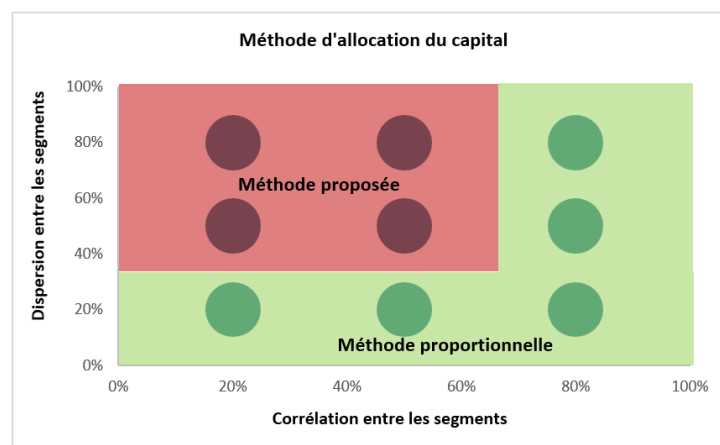 Méthode d'allocation du capital
Dispersion entre les segments
100%
80%
60%
40%
20%
0%
Méthode proposée
Méthode proportionnelle
0%
20%
40%
60%
80%
100%
Corrélation entre les segments